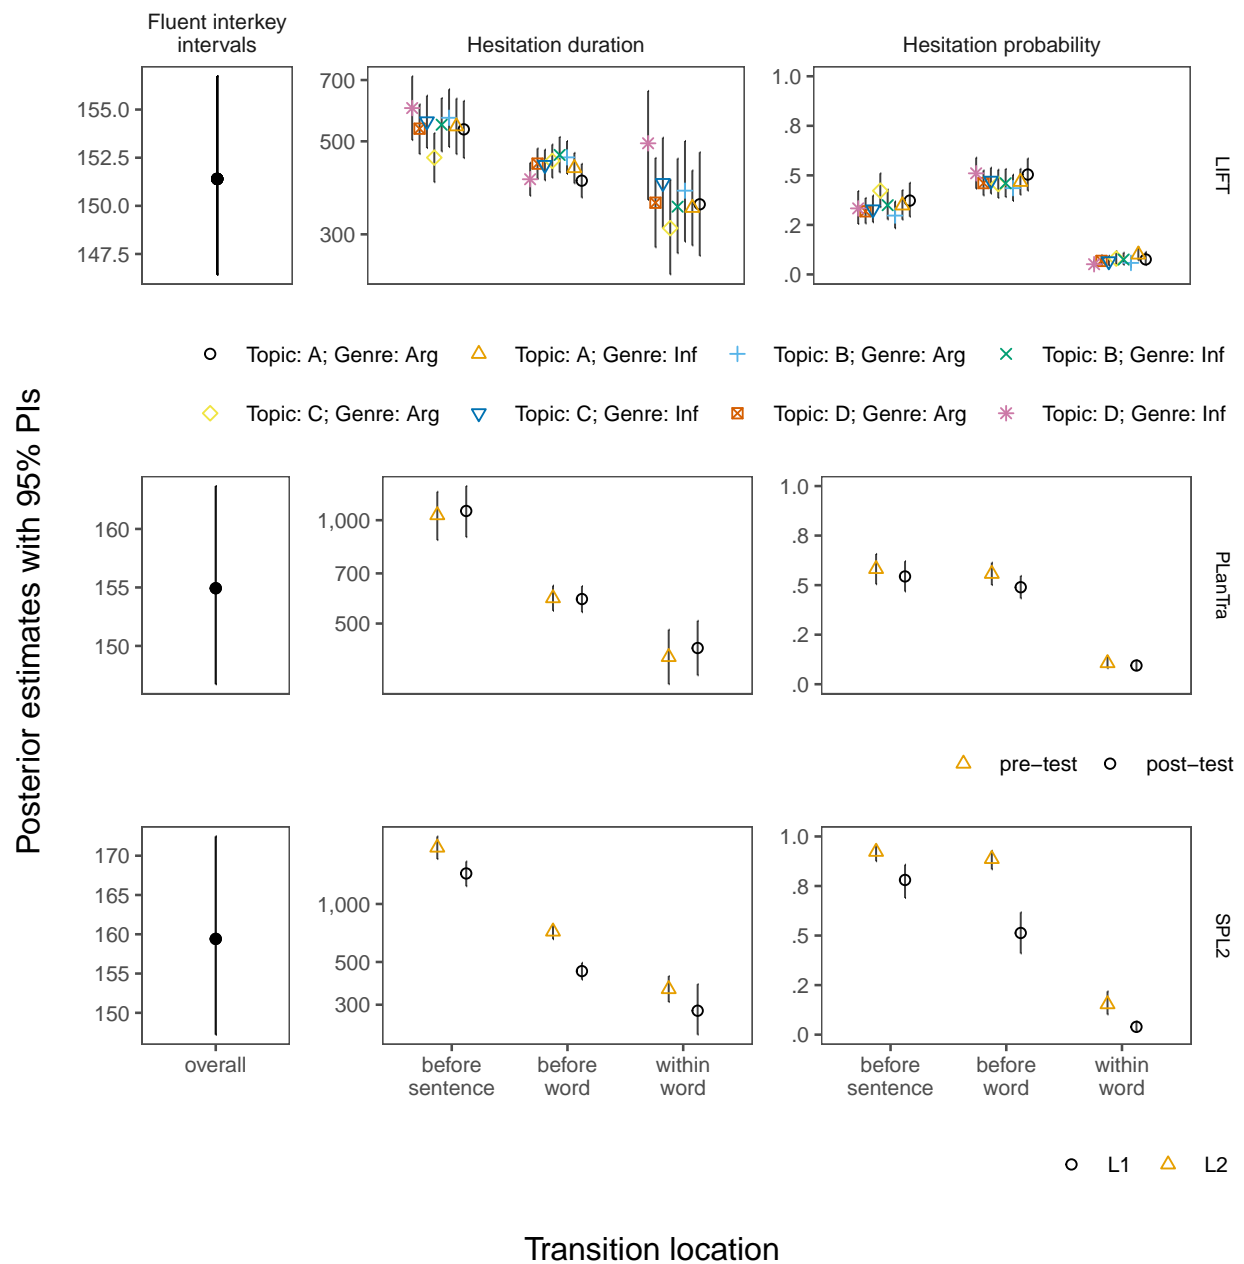 Fluent interkey
intervals
Hesitation duration
Hesitation probability
155.0
152.5
150.0
147.5
700
500
300
1.0
.8
.5
.2
.0
LIFT
Topic: A; Genre: Arg
Topic: A; Genre: Inf
Topic: B; Genre: Arg
Topic: B; Genre: Inf
Topic: C; Genre: Arg
Topic: C; Genre: Inf
Topic: D; Genre: Arg
Topic: D; Genre: Inf
Posterior estimates with 95% PIs
160
155
150
1,000
700
500
1.0
.8
.5
.2
.0
PLanTra
pre−test
post−test
170
165
160
155
150
1,000
500
300
1.0
.8
.5
.2
.0
SPL2
overall
before
sentence
before
word
within
word
before
sentence
before
word
within
word
L1
L2
Transition location